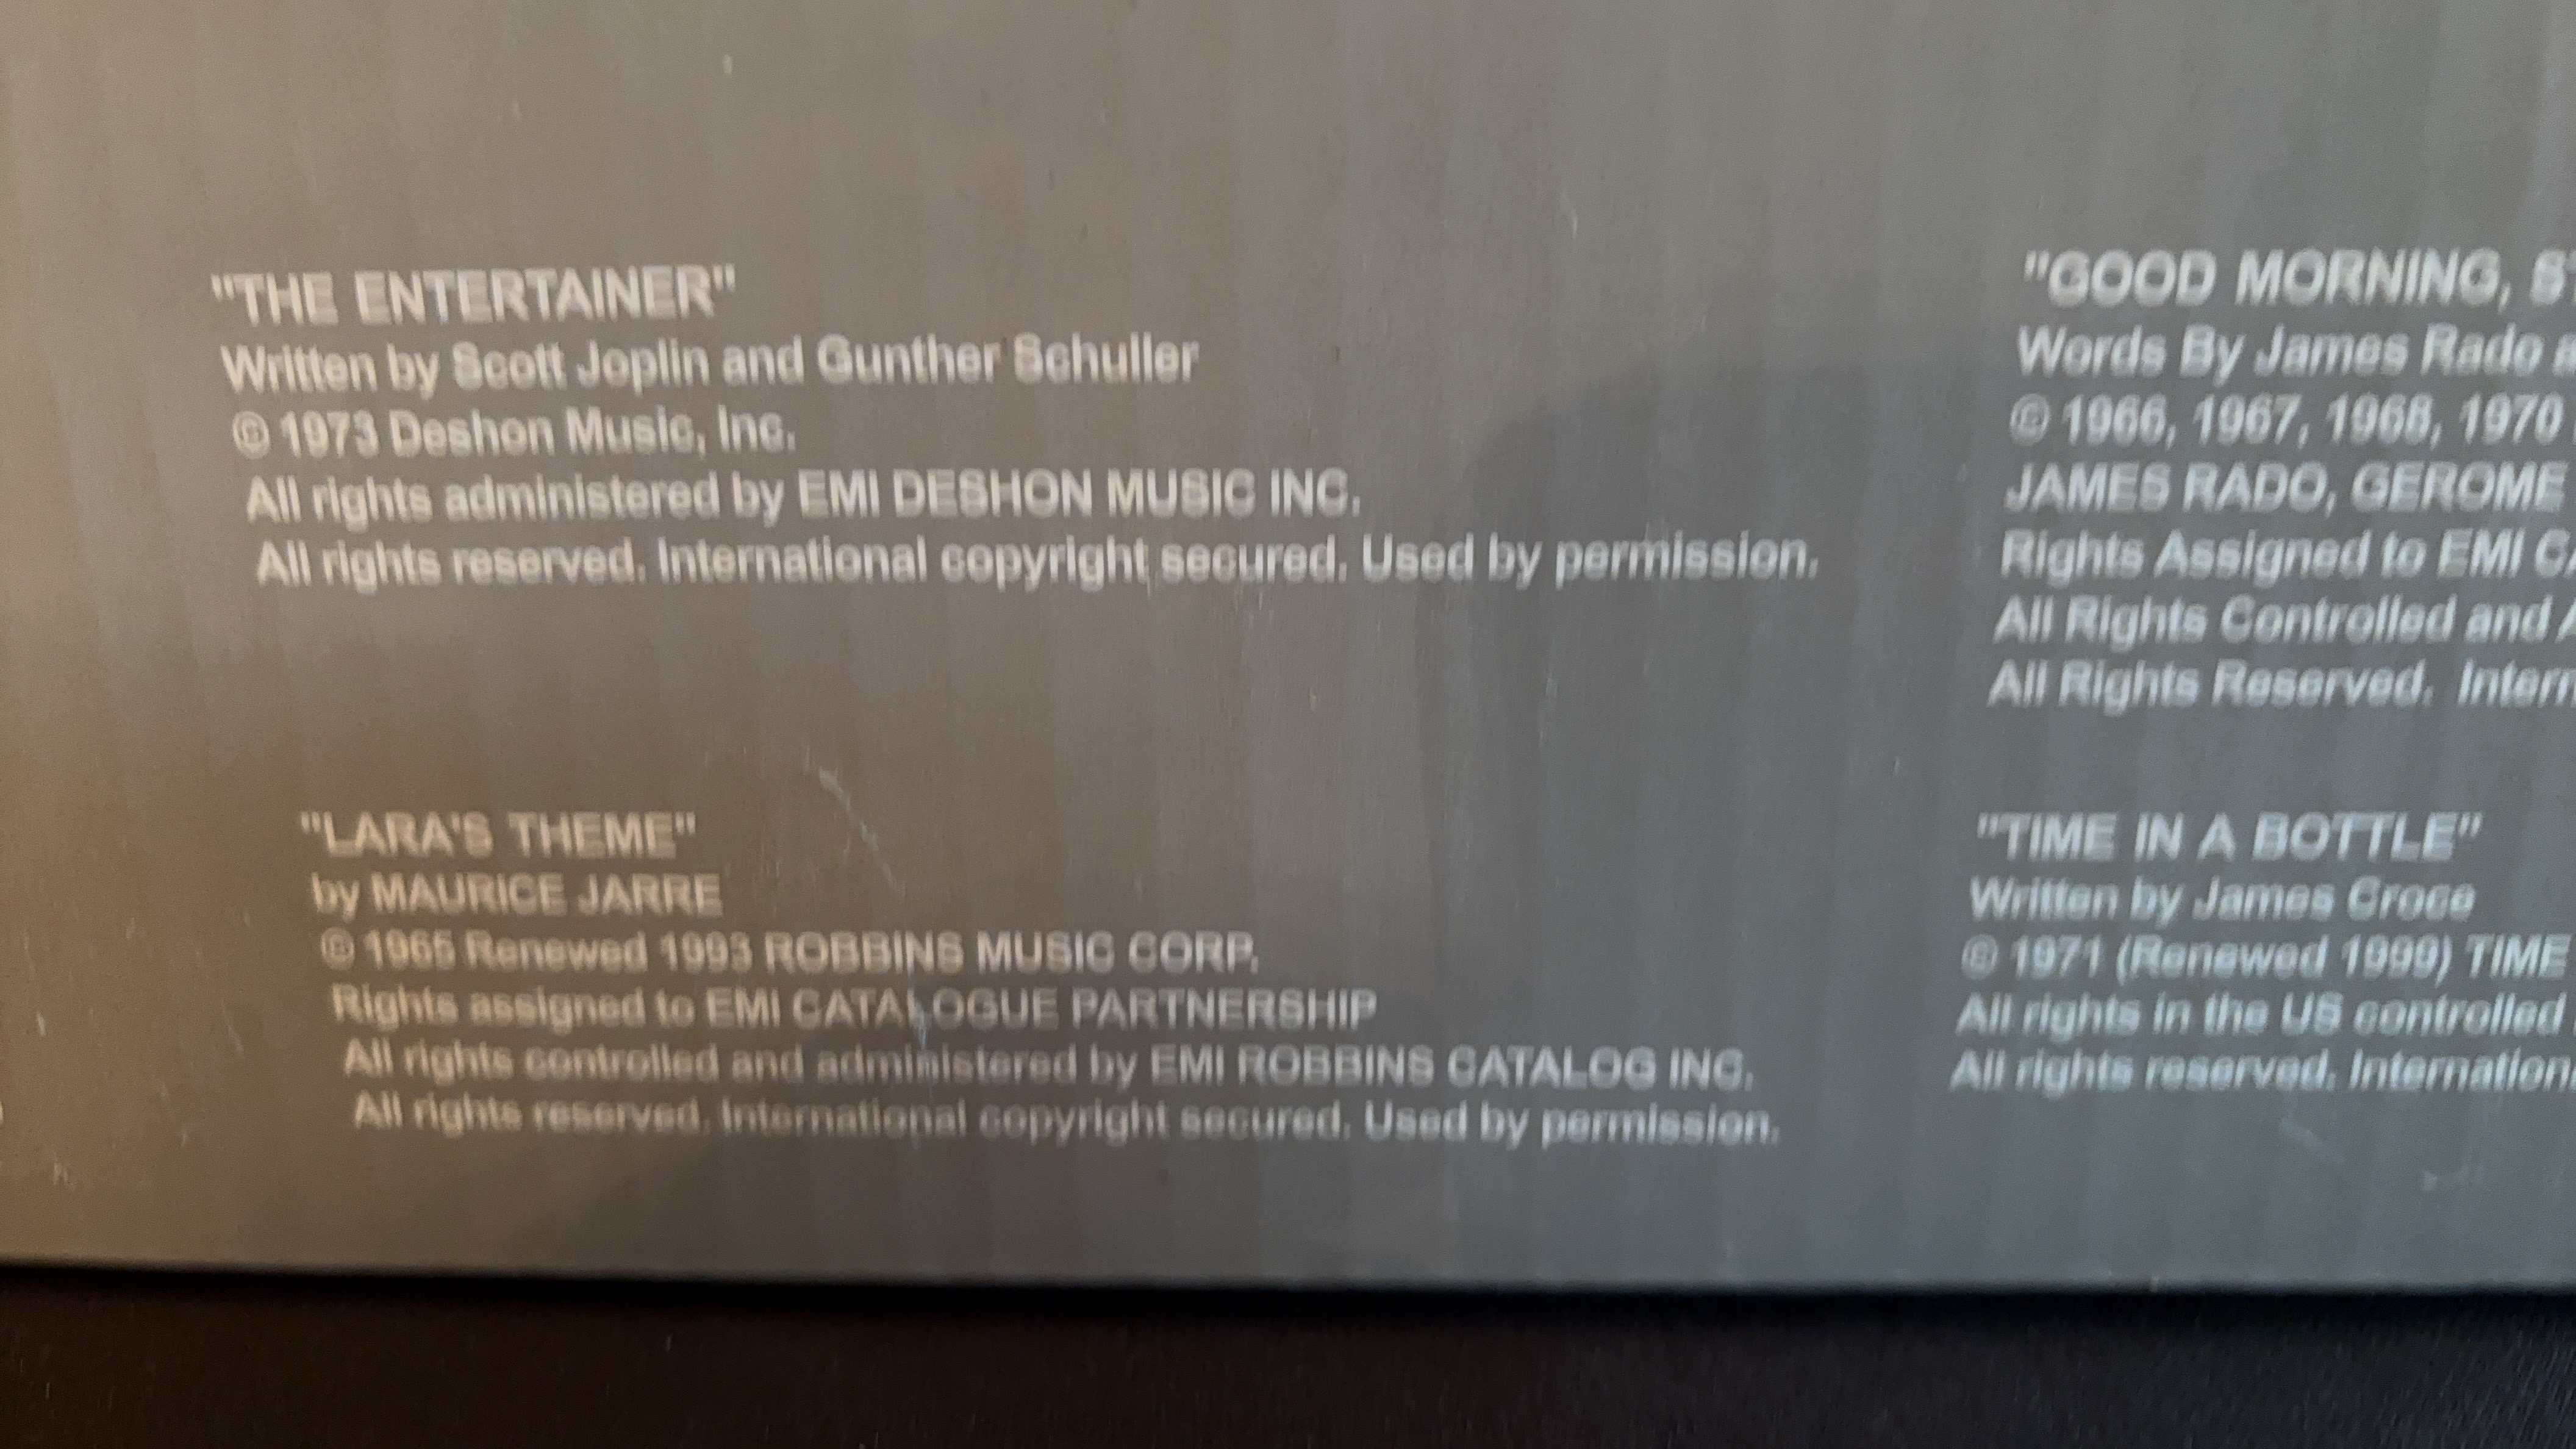 "THE ENTERTAINER"
Written by Scott Joplin and Gunther Schuller
© 1973 Deshon Music, Inc.
All rights administered by EMI DESHON MUSIC INC.
All rights reserved. International copyright secured. Used by permission.
"LARA'S THEME"
by MAURICE JARRE
© 1965 Renewed 1993 ROBBINS MUSIC CORP.
Rights assigned to EMI CATALOGUE PARTNERSHIP
All rights controlled and administered by EMI ROBBINS CATALOG INC.
All rights reserved. International copyright secured. Used by permission.
"GOOD MORNING,
Words By James Rado
© 1966, 1967, 1968, 1970
JAMES RADO, GEROME
Rights Assigned to EMI
All Rights Controlled and
All Rights Reserved.
"TIME IN A BOTTLE"
Written by James Croce
© 1971 (Renewed 1999) TIME
All rights in the US controlled
All rights reserved.